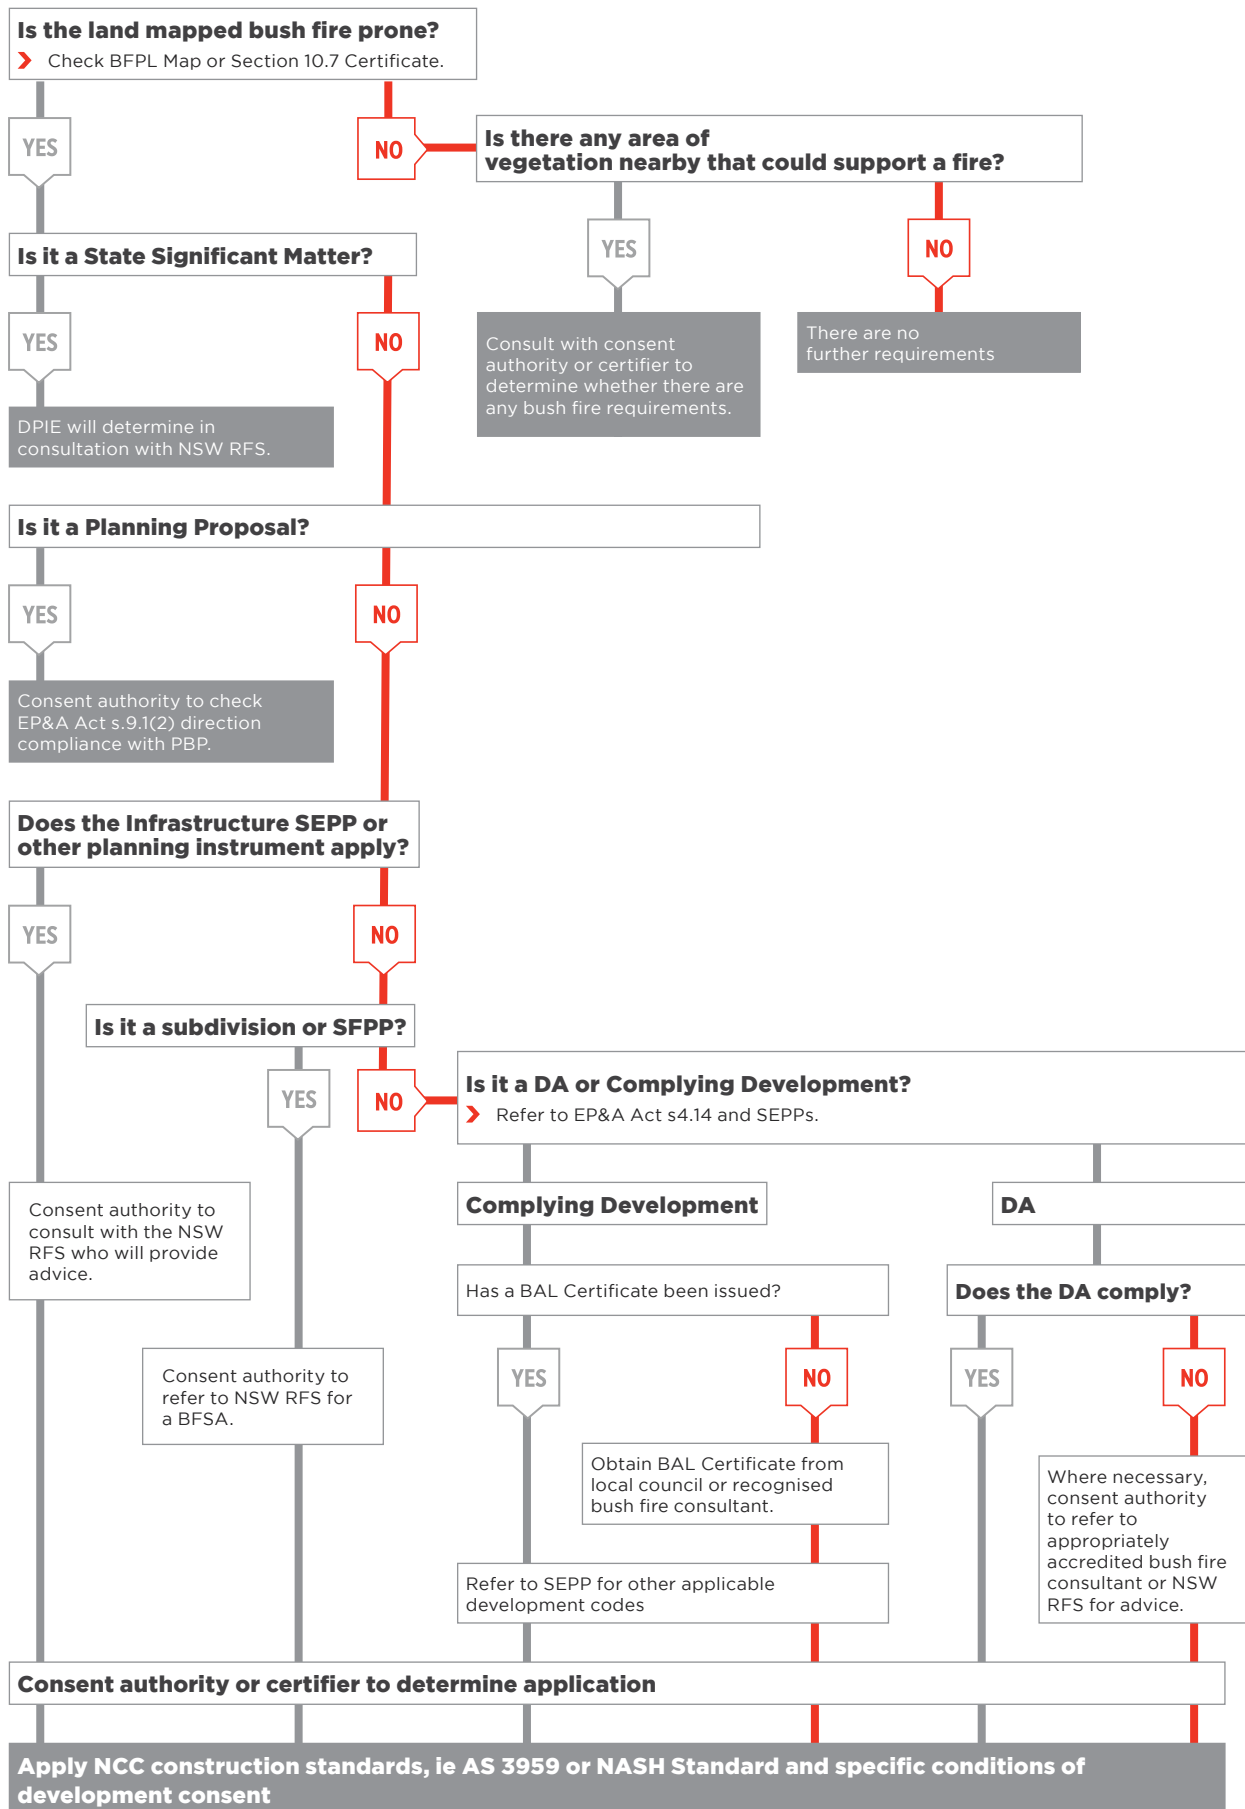 Is the land mapped bush fire prone?
Check BFPL Map or Section 10.7 Certificate.
YES
NO
Is there any area of
vegetation nearby that could support a fire?
YES
NO
Consult with consent
authority or certifier to
determine whether there are
any bush fire requirements.
There are no
further requirements
Is it a State Significant Matter?
YES
NO
DPIE will determine in
consultation with NSW RFS.
Is it a Planning Proposal?
YES
NO
Consent authority to check
EP&A Act s.9.1(2) direction
compliance with PBP.
Does the Infrastructure SEPP or
other planning instrument apply?
YES
NO
Is it a subdivision or SFPP?
YES
NO
Is it a DA or Complying Development?
Refer to EP&A Act s4.14 and SEPPs.
Consent authority to
consult with the NSW
RFS who will provide
advice.
Complying Development
DA
Has a BAL Certificate been issued?
Does the DA comply?
Consent authority to
refer to NSW RFS for
a BFSA.
YES
NO
YES
NO
Obtain BAL Certificate from
local council or recognised
bush fire consultant.
Where necessary,
consent authority
to refer to
appropriately
accredited bush fire
consultant or NSW
RFS for advice.
Refer to SEPP for other applicable
development codes
Consent authority or certifier to determine application
Apply NCC construction standards, ie AS 3959 or NASH Standard and specific conditions of
development consent